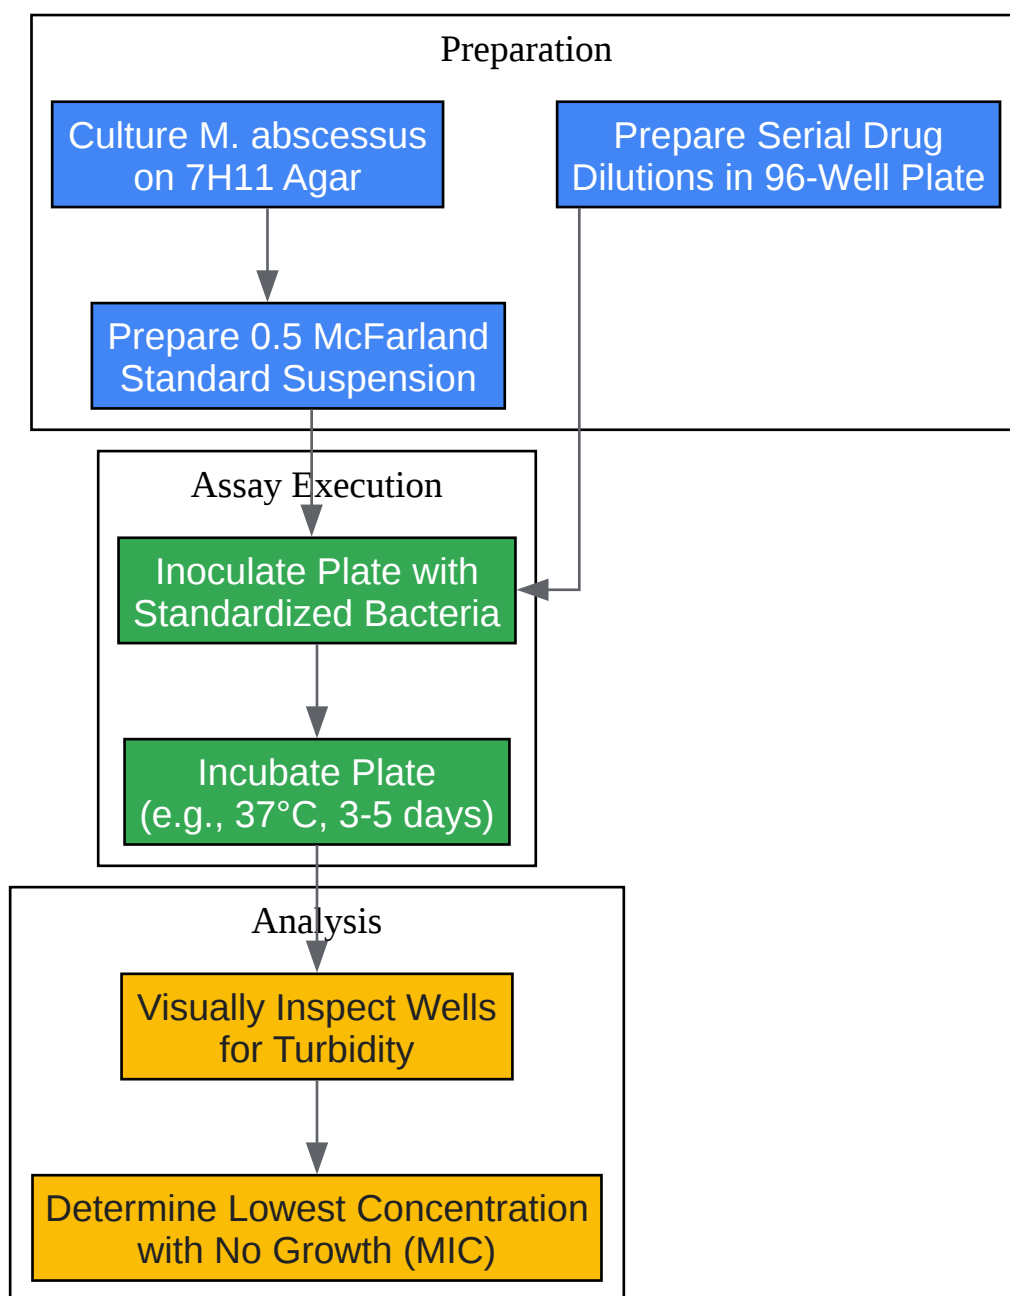 Preparation
Culture M. abscessus
on 7H11 Agar
Prepare Serial Drug
Dilutions in 96-Well Plate
Prepare 0.5 McFarland
Standard Suspension
Assay Execution
Inoculate Plate with
Standardized Bacteria
Incubate Plate
(e.g., 37°C, 3-5 days)
Analysis
Visually Inspect Wells
for Turbidity
Determine Lowest Concentration
with No Growth (MIC)